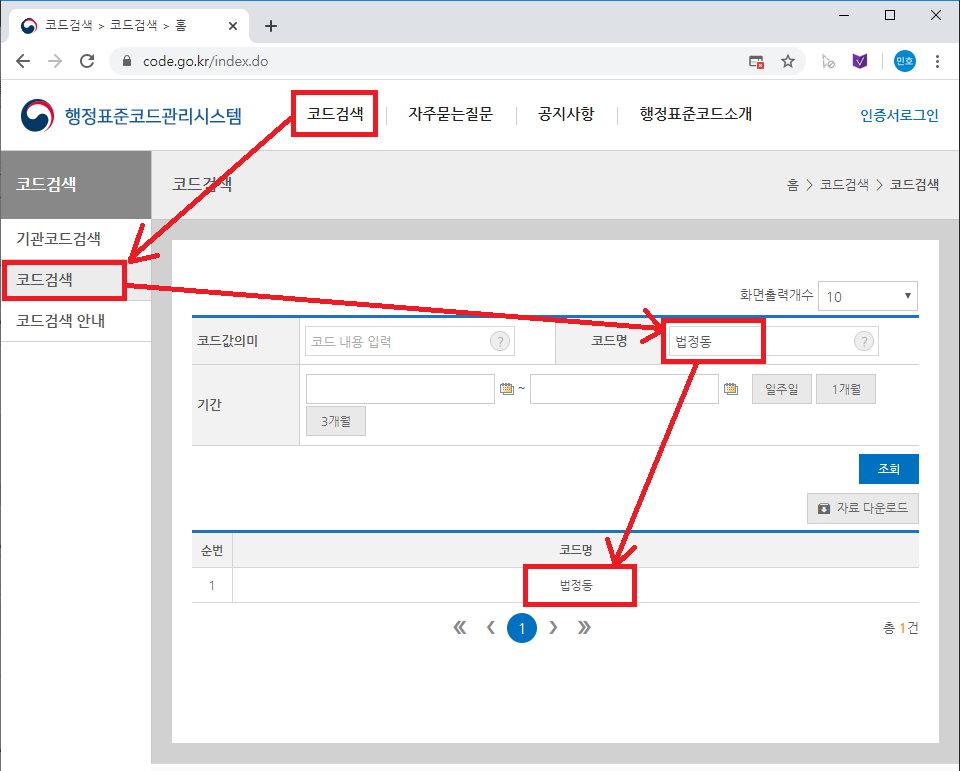 코드검색 > 코드검색 > 홈
code.go.kr/index.do
민호
행정표준코드관리시스템
코드검색
자주묻는질문
공지사항
행정표준코드소개
인증서로그인
코드검색
코드검색
홈 > 코드검색 > 코드검색
기관코드검색
코드검색
코드검색 안내
화면출력개수 10
코드값의미 코드 내용 입력 ? 코드명 법정동 ?
기간 ~ 일주일 1개월
3개월
조회
자료 다운로드
순번 코드명
1 법정동
« ‹ 1 › »
총 1건